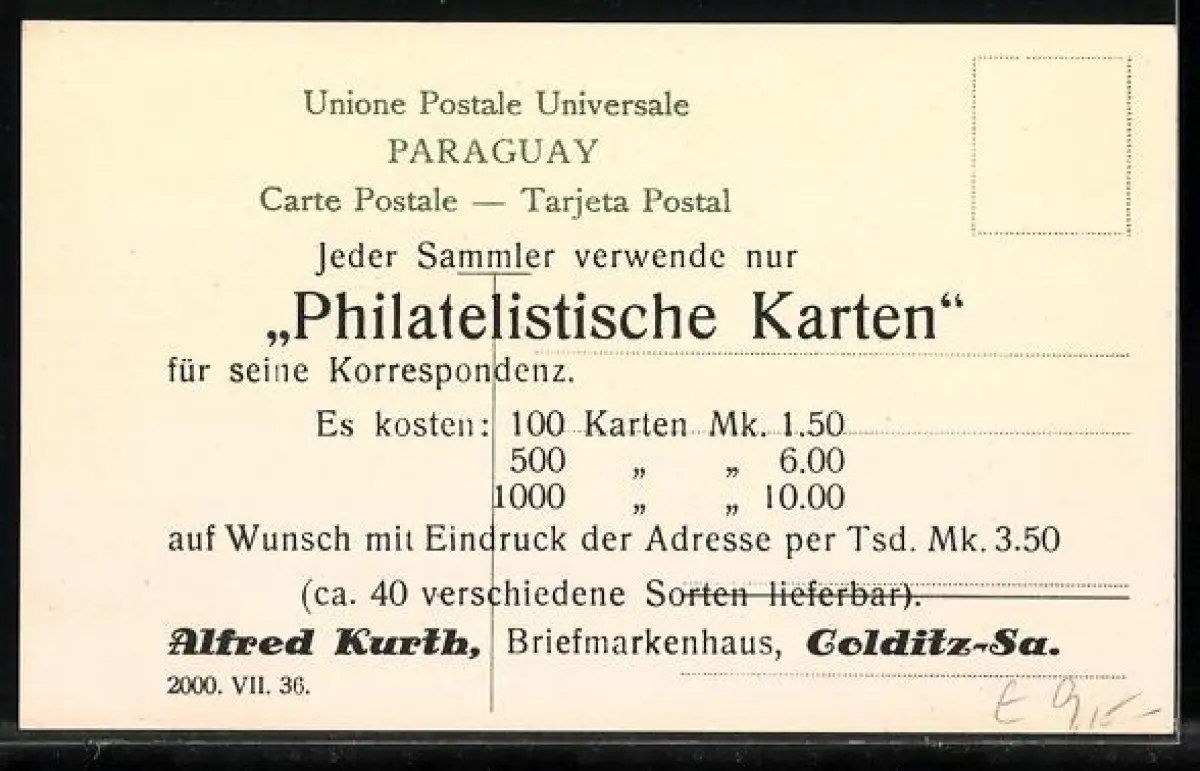 Unione Postale Universale
PARAGUAY
Carte Postale — Tarjeta Postal
Jeder Sammler verwende nur
„Philatelistische Karten“
für seine Korrespondenz.
Es kosten: 100 Karten Mk. 1.50
500 „ „ 6.00
1000 „ „ 10.00
auf Wunsch mit Eindruck der Adresse per Tsd. Mk. 3.50
(ca. 40 verschiedene Sorten lieferbar).
Alfred Kurth, Briefmarkenhaus, Colditz-Sa.
2000. VII. 36.